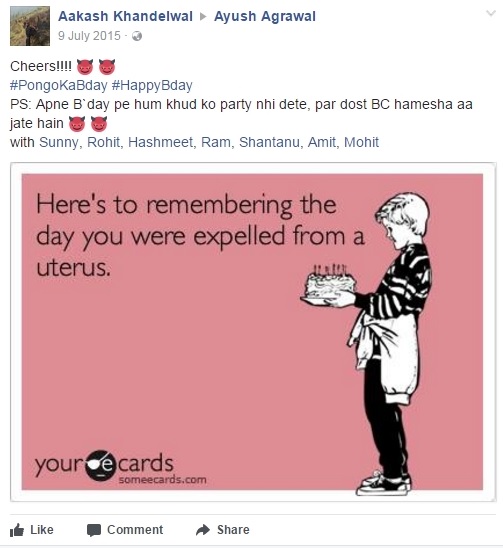 Aakash Khandelwal ▸ Ayush Agrawal
9 July 2015 ·
Cheers!!!! 😈 😈
#PongoKaBday #HappyBday
PS: Apne B`day pe hum khud ko party nhi dete, par dost BC hamesha aa
jate hain 😈 😈
with Sunny, Rohit, Hashmeet, Ram, Shantanu, Amit, Mohit
Here's to remembering the
day you were expelled from a
uterus.
your e cards
someecards.com
Like Comment Share